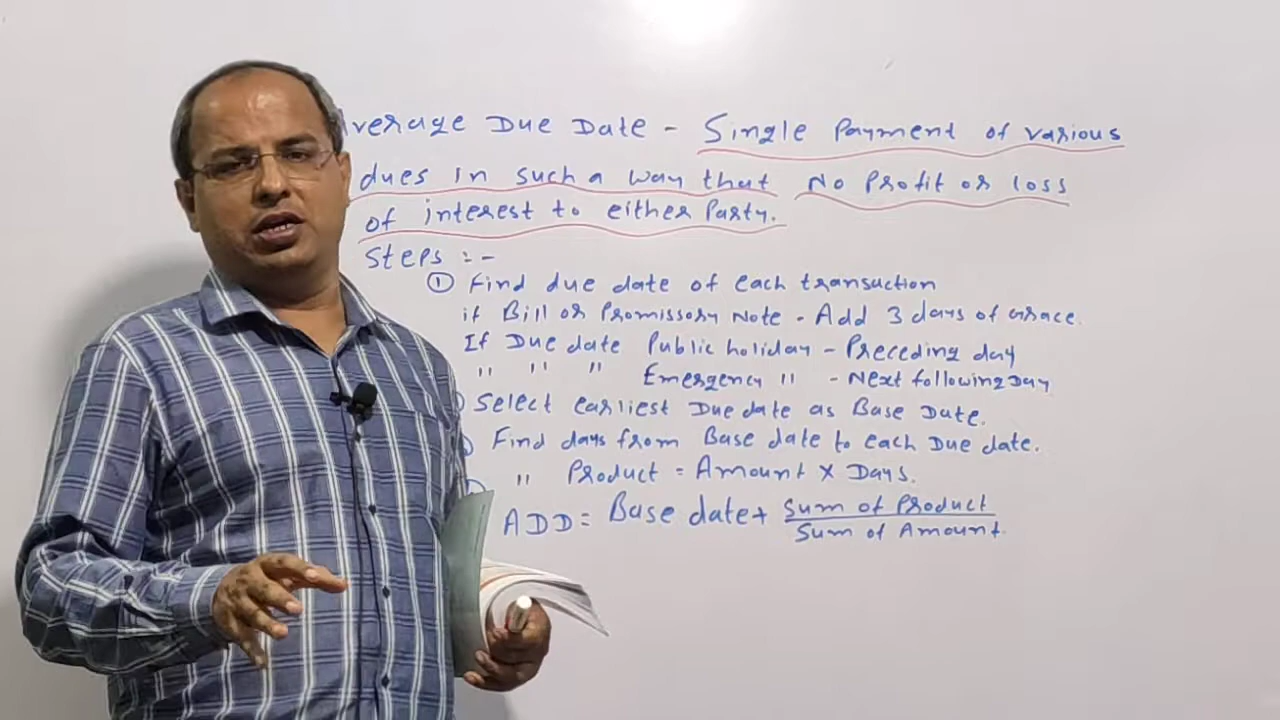 Average Due Date - Single Payment of various
dues in such a way that No Profit or loss
of interest to either Party.
Steps :-
① Find due date of each transuction
if Bill or Promissory Note - Add 3 days of Grace.
If Due date Public holiday - Preceding day
" " " Emergency " - Next following Day
Select earliest Due date as Base Date.
Find days from Base date to each Due date.
" Product = Amount X Days.
ADD = Base date + Sum of Product
Sum of Amount.